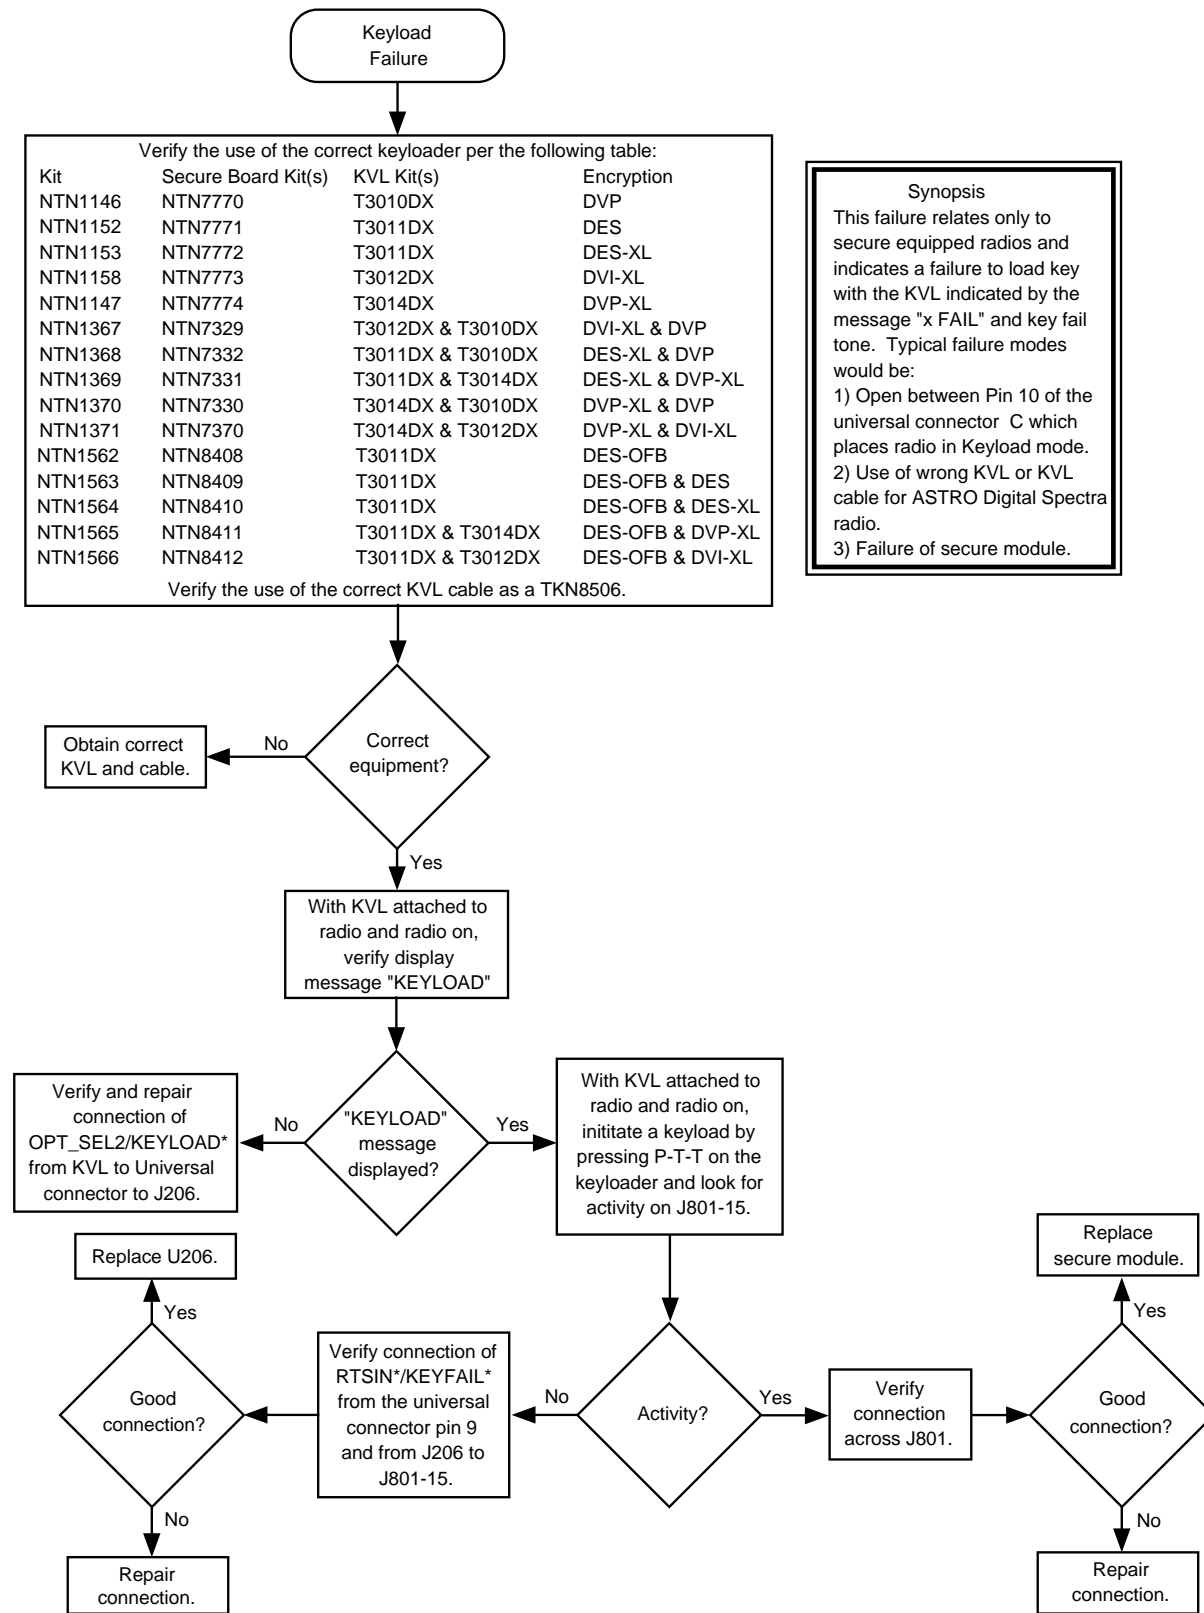 Keyload
Failure
Verify the use of the correct keyloader per the following table:
Kit Secure Board Kit(s) KVL Kit(s) Encryption
NTN1146 NTN7770 T3010DX DVP
NTN1152 NTN7771 T3011DX DES
NTN1153 NTN7772 T3011DX DES-XL
NTN1158 NTN7773 T3012DX DVI-XL
NTN1147 NTN7774 T3014DX DVP-XL
NTN1367 NTN7329 T3012DX & T3010DX DVI-XL & DVP
NTN1368 NTN7332 T3011DX & T3010DX DES-XL & DVP
NTN1369 NTN7331 T3011DX & T3014DX DES-XL & DVP-XL
NTN1370 NTN7330 T3014DX & T3010DX DVP-XL & DVP
NTN1371 NTN7370 T3014DX & T3012DX DVP-XL & DVI-XL
NTN1562 NTN8408 T3011DX DES-OFB
NTN1563 NTN8409 T3011DX DES-OFB & DES
NTN1564 NTN8410 T3011DX DES-OFB & DES-XL
NTN1565 NTN8411 T3011DX & T3014DX DES-OFB & DVP-XL
NTN1566 NTN8412 T3011DX & T3012DX DES-OFB & DVI-XL
Verify the use of the correct KVL cable as a TKN8506.
Synopsis
This failure relates only to
secure equipped radios and
indicates a failure to load key
with the KVL indicated by the
message "x FAIL" and key fail
tone. Typical failure modes
would be:
1) Open between Pin 10 of the
universal connector C which
places radio in Keyload mode.
2) Use of wrong KVL or KVL
cable for ASTRO Digital Spectra
radio.
3) Failure of secure module.
Correct
equipment?
No
Obtain correct
KVL and cable.
Yes
With KVL attached to
radio and radio on,
verify display
message "KEYLOAD"
"KEYLOAD"
message
displayed?
No
Verify and repair
connection of
OPT_SEL2/KEYLOAD*
from KVL to Universal
connector to J206.
Yes
With KVL attached to
radio and radio on,
inititate a keyload by
pressing P-T-T on the
keyloader and look for
activity on J801-15.
Activity?
No
Verify connection of
RTSIN*/KEYFAIL*
from the universal
connector pin 9
and from J206 to
J801-15.
Good
connection?
Yes
Replace U206.
No
Repair
connection.
Yes
Verify
connection
across J801.
Good
connection?
Yes
Replace
secure module.
No
Repair
connection.